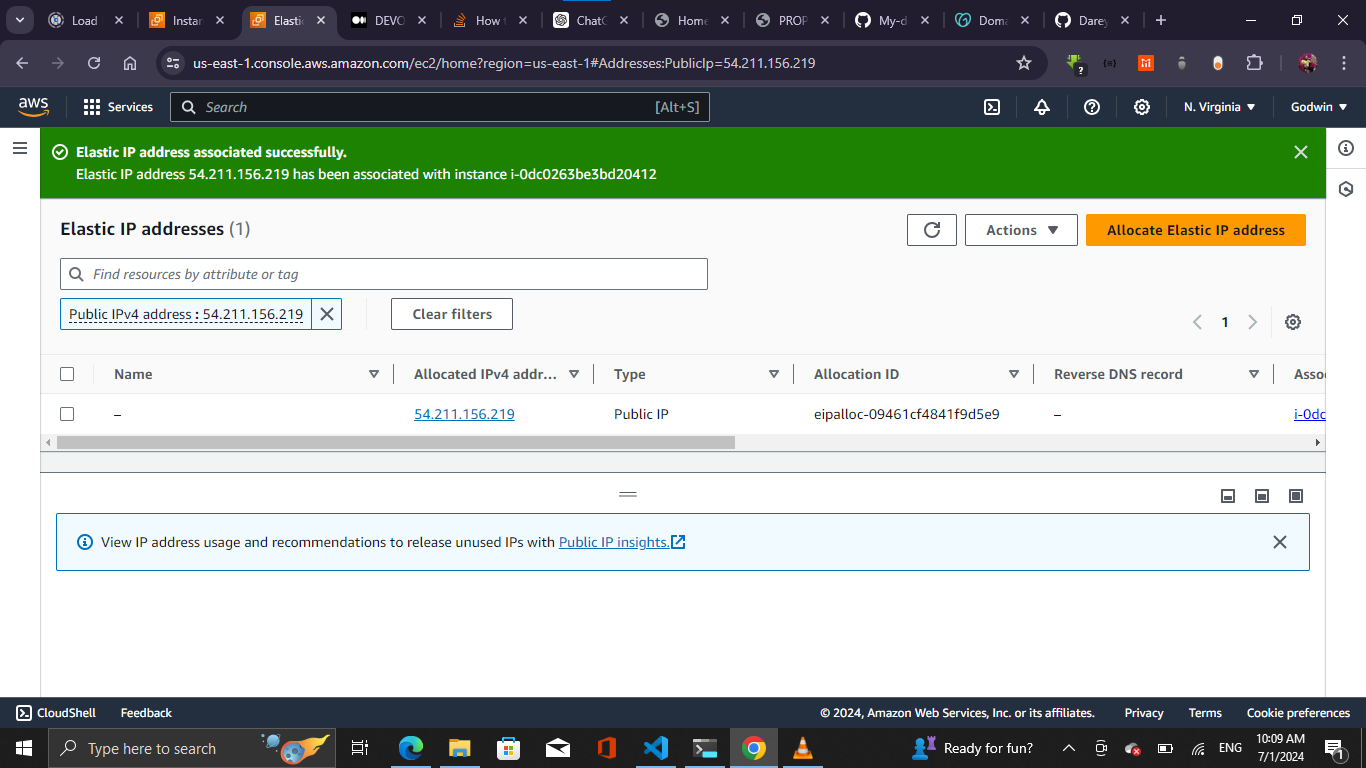 Load
Instar
Elastic
DEVO
How t
ChatG
Home
PROP
My-d
Doma
Darey
us-east-1.console.aws.amazon.com/ec2/home?region=us-east-1#Addresses:PublicIp=54.211.156.219
aws
Services
Search
[Alt+S]
N. Virginia
Godwin
Elastic IP address associated successfully.
Elastic IP address 54.211.156.219 has been associated with instance i-0dc0263be3bd20412
Elastic IP addresses (1)
Actions
Allocate Elastic IP address
Find resources by attribute or tag
Public IPv4 address : 54.211.156.219
Clear filters
1
Name
Allocated IPv4 addr...
Type
Allocation ID
Reverse DNS record
Assoc
–
54.211.156.219
Public IP
eipalloc-09461cf4841f9d5e9
–
i-0dc
View IP address usage and recommendations to release unused IPs with Public IP insights.
CloudShell
Feedback
© 2024, Amazon Web Services, Inc. or its affiliates.
Privacy
Terms
Cookie preferences
Type here to search
Ready for fun?
ENG
10:09 AM
7/1/2024
1